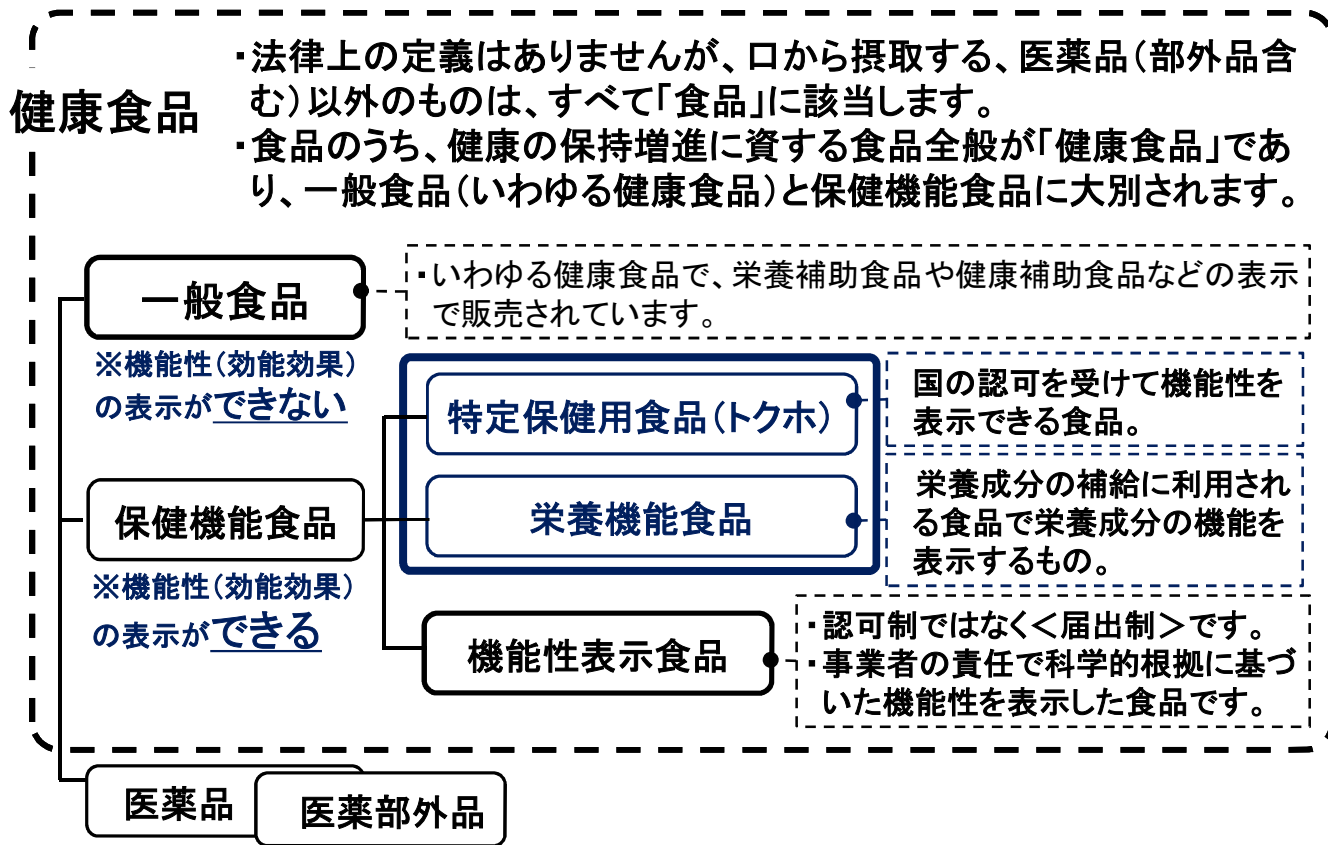 健康食品
・法律上の定義はありませんが、口から摂取する、医薬品(部外品含
む)以外のものは、すべて「食品」に該当します。
・食品のうち、健康の保持増進に資する食品全般が「健康食品」であ
り、一般食品(いわゆる健康食品)と保健機能食品に大別されます。
一般食品
・いわゆる健康食品で、栄養補助食品や健康補助食品などの表示
で販売されています。
※機能性(効能効果)
の表示ができない
特定保健用食品(トクホ)
国の認可を受けて機能性を
表示できる食品。
保健機能食品
栄養機能食品
栄養成分の補給に利用され
る食品で栄養成分の機能を
表示するもの。
※機能性(効能効果)
の表示ができる
機能性表示食品
・認可制ではなく<届出制>です。
・事業者の責任で科学的根拠に基づ
いた機能性を表示した食品です。
医薬品
医薬部外品